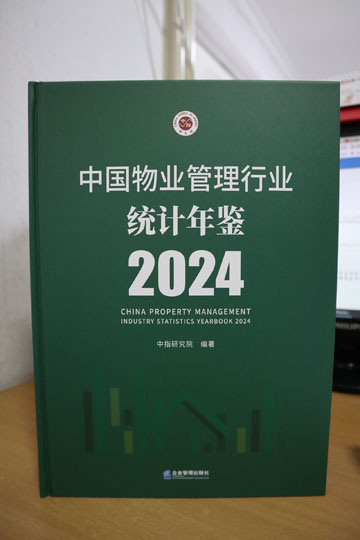 中国物业管理行业
统计年鉴
2024
CHINA PROPERTY MANAGEMENT
INDUSTRY STATISTICS YEARBOOK 2024
中指研究院 编著
企业管理出版社